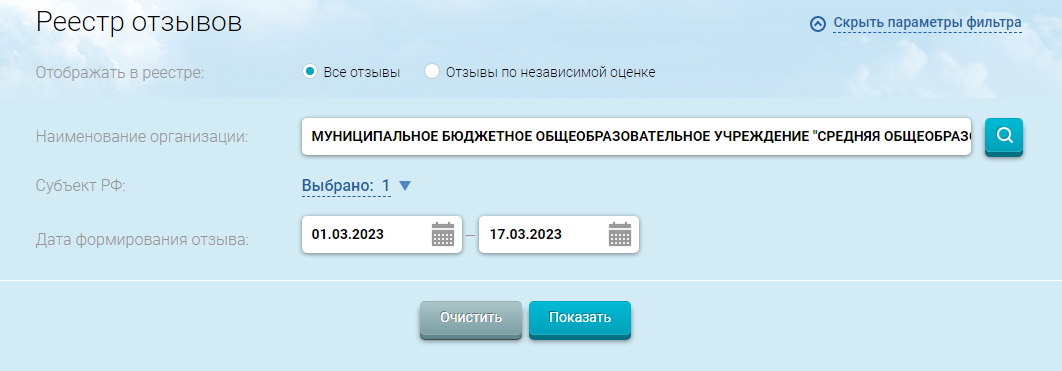 Реестр отзывов
Скрыть параметры фильтра
Отображать в реестре: Все отзывы Отзывы по независимой оценке
Наименование организации: МУНИЦИПАЛЬНОЕ БЮДЖЕТНОЕ ОБЩЕОБРАЗОВАТЕЛЬНОЕ УЧРЕЖДЕНИЕ "СРЕДНЯЯ ОБЩЕОБРАЗО
Субъект РФ: Выбрано: 1
Дата формирования отзыва: 01.03.2023 – 17.03.2023
Очистить Показать